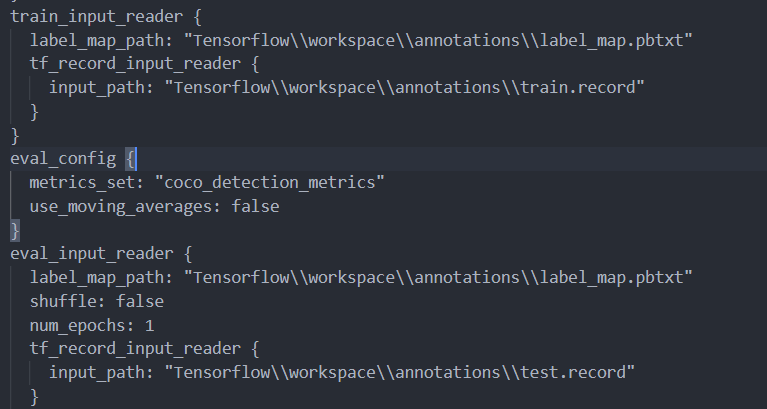 train_input_reader {
  label_map_path: "Tensorflow\\workspace\\annotations\\label_map.pbtxt"
  tf_record_input_reader {
    input_path: "Tensorflow\\workspace\\annotations\\train.record"
  }
}
eval_config {
  metrics_set: "coco_detection_metrics"
  use_moving_averages: false
}
eval_input_reader {
  label_map_path: "Tensorflow\\workspace\\annotations\\label_map.pbtxt"
  shuffle: false
  num_epochs: 1
  tf_record_input_reader {
    input_path: "Tensorflow\\workspace\\annotations\\test.record"
  }